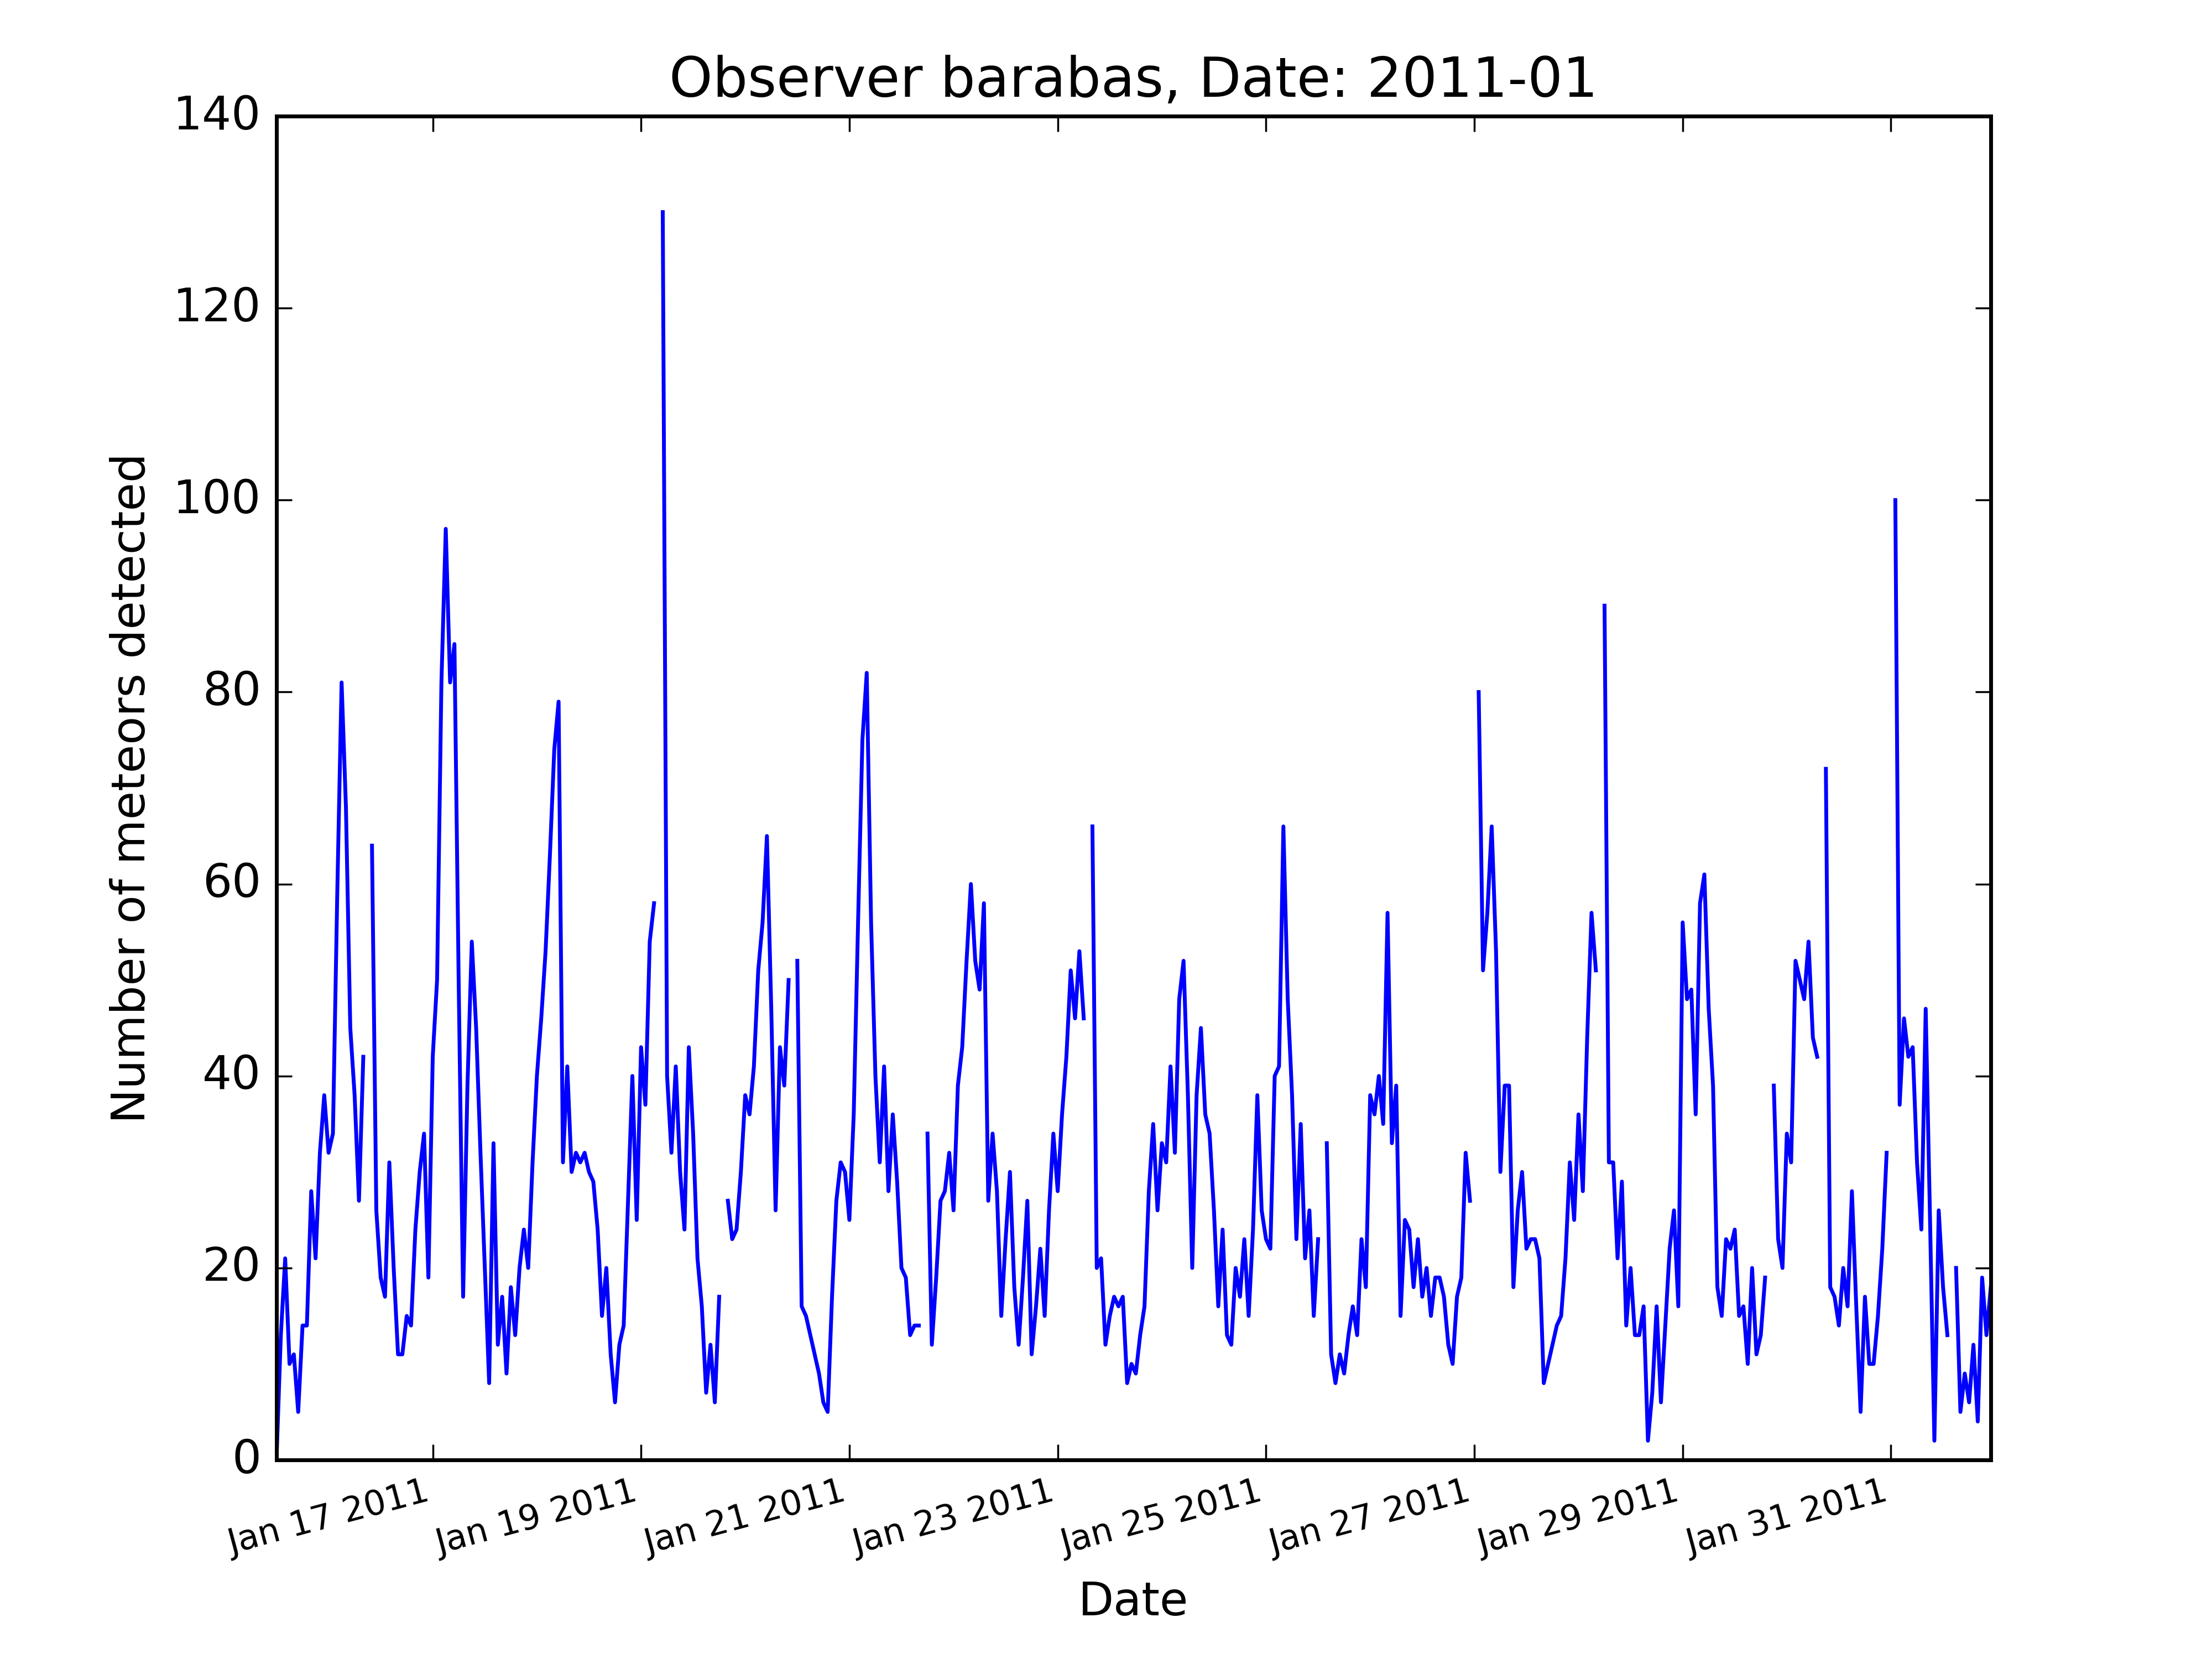 Observer barabas, Date: 2011-01
140
120
100
80
60
40
20
0
Number of meteors detected
Jan 17 2011
Jan 19 2011
Jan 21 2011
Jan 23 2011
Jan 25 2011
Jan 27 2011
Jan 29 2011
Jan 31 2011
Date